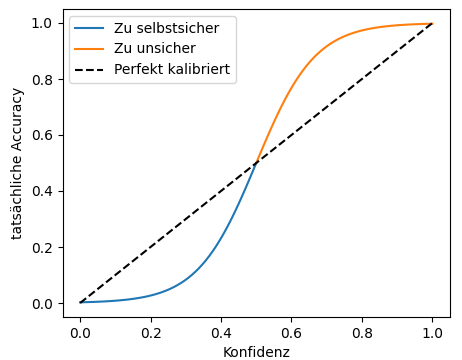 Zu selbstsicher
Zu unsicher
Perfekt kalibriert
tatsächliche Accuracy
1.0
0.8
0.6
0.4
0.2
0.0
0.0 0.2 0.4 0.6 0.8 1.0
Konfidenz